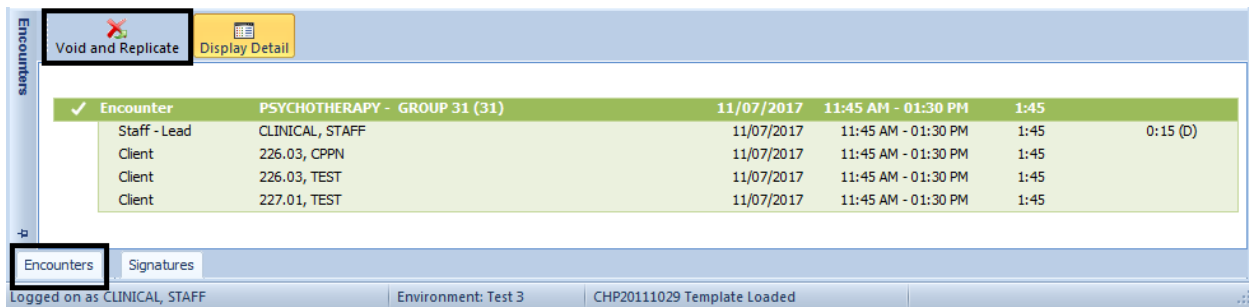 Encounters
Void and Replicate Display Detail
Encounter PSYCHOTHERAPY - GROUP 31 (31) 11/07/2017 11:45 AM - 01:30 PM 1:45
Staff - Lead CLINICAL, STAFF 11/07/2017 11:45 AM - 01:30 PM 1:45 0:15 (D)
Client 226.03, CPPN 11/07/2017 11:45 AM - 01:30 PM 1:45
Client 226.03, TEST 11/07/2017 11:45 AM - 01:30 PM 1:45
Client 227.01, TEST 11/07/2017 11:45 AM - 01:30 PM 1:45
Encounters Signatures
Logged on as CLINICAL, STAFF Environment: Test 3 CHP20111029 Template Loaded